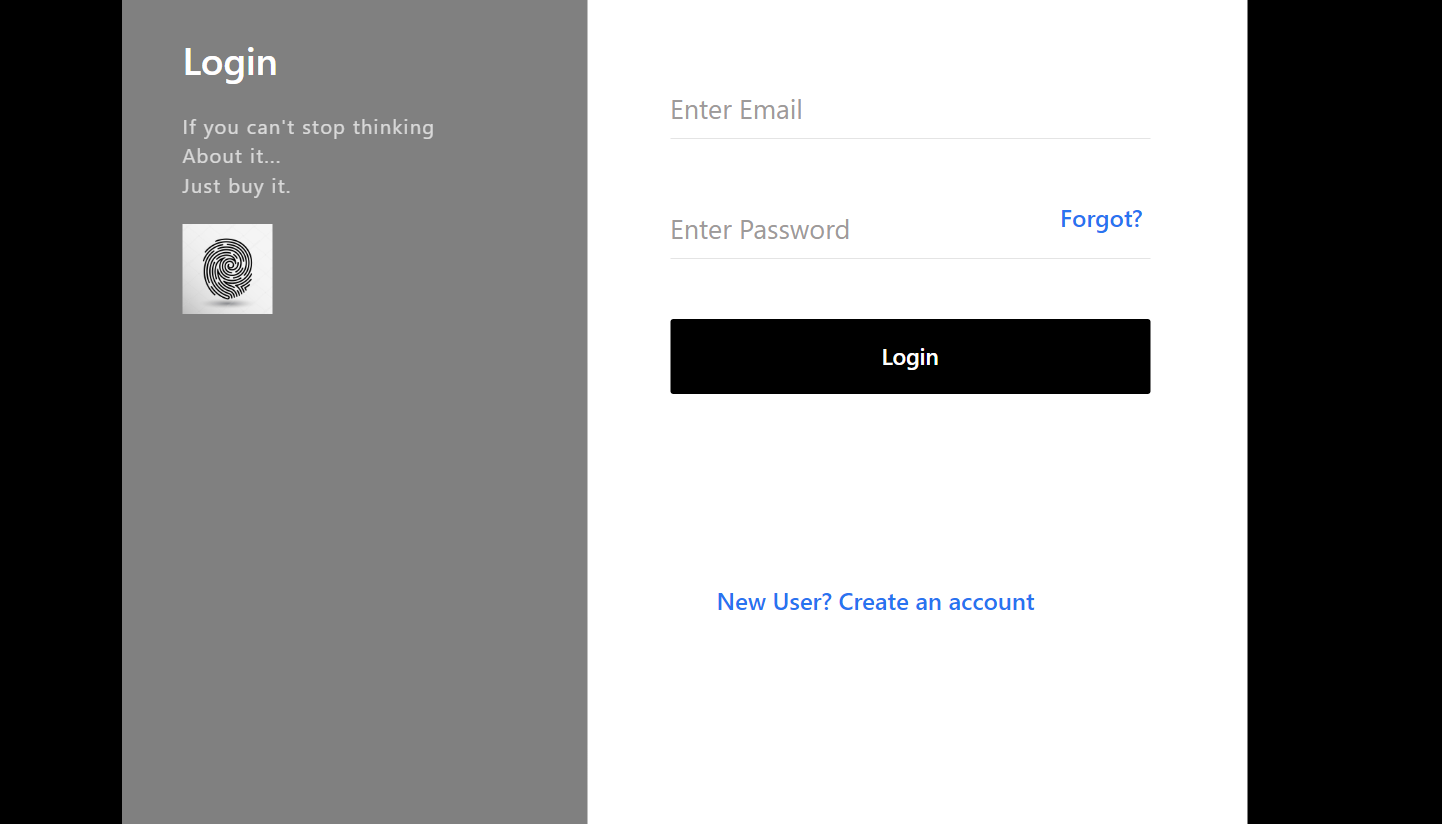 Login
If you can't stop thinking
About it...
Just buy it.
Enter Email
Enter Password
Forgot?
Login
New User? Create an account